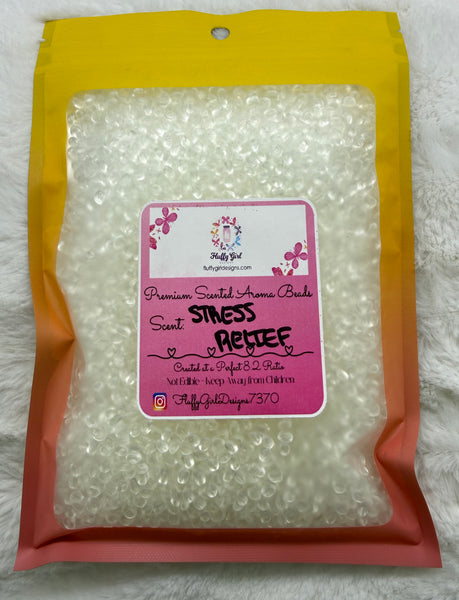 Fluffy Girl
fluffygirldesigns.com
Premium Scented Aroma Beads
Scent: STRESS
RELIEF
Created at a Perfect 8:2 Ratio
Not Edible - Keep Away from Children
FluffyGirlDesigns7370